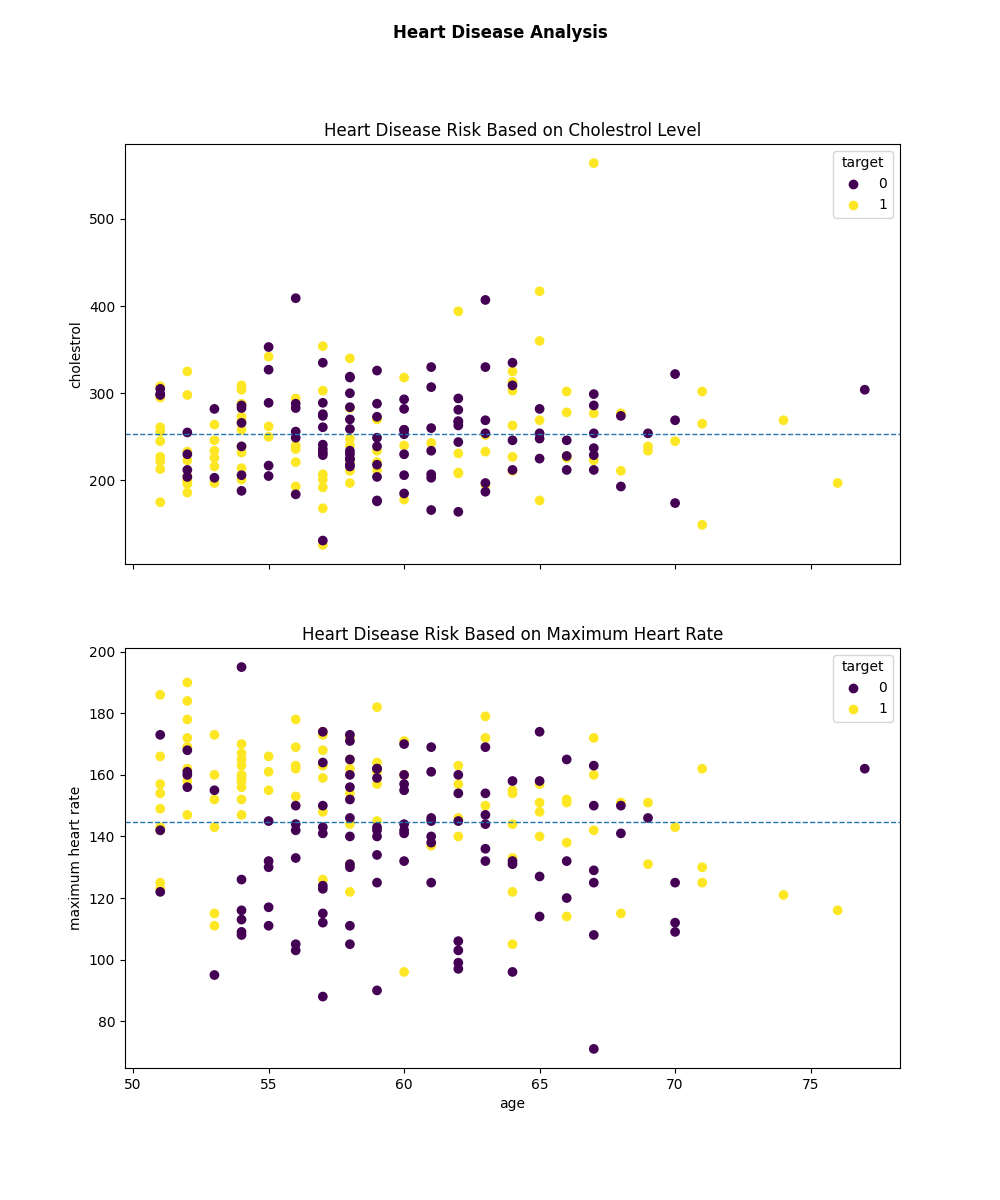 Heart Disease Analysis
Heart Disease Risk Based on Cholestrol Level
target
0
1
500
400
300
200
cholestrol
Heart Disease Risk Based on Maximum Heart Rate
target
0
1
200
180
160
140
120
100
80
maximum heart rate
50 55 60 65 70 75
age